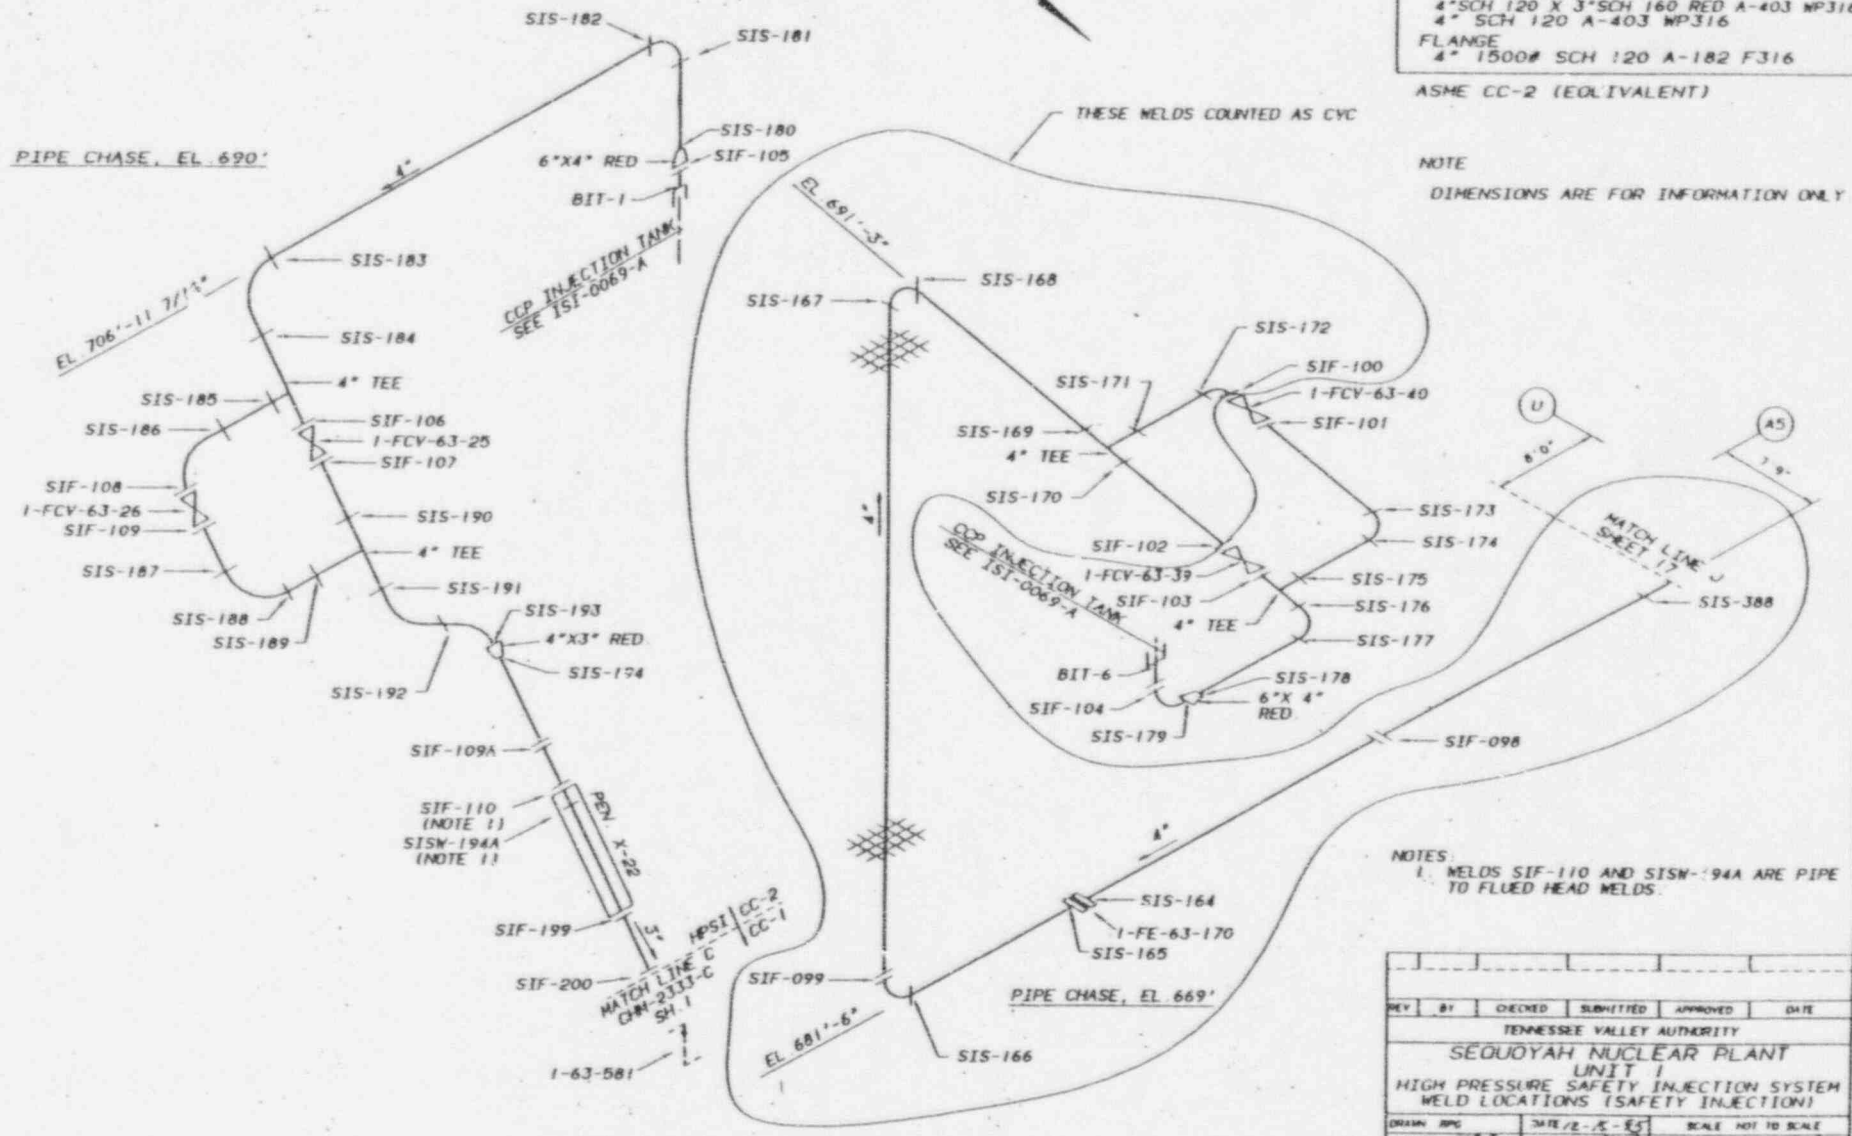 4"SCH 120 X 3"SCH 160 RED A-403 WP316
4" SCH 120 A-403 WP316
FLANGE
4" 1500# SCH 120 A-182 F316
ASME CC-2 (EQUIVALENT)
NOTE
DIMENSIONS ARE FOR INFORMATION ONLY
PIPE CHASE, EL 690'
SIS-182
SIS-181
SIS-180
6"X4" RED
SIF-105
BIT-1
CCP INJECTION TANK
SEE ISI-0069-A
4"
SIS-183
EL 706'-11
SIS-184
4" TEE
SIS-185
SIS-186
SIF-106
1-FCV-63-25
SIF-107
SIF-108
1-FCV-63-26
SIF-109
SIS-190
4" TEE
SIS-187
SIS-191
SIS-188
SIS-189
SIS-193
4"X3" RED
SIS-194
SIS-192
SIF-109A
SIF-110
(NOTE 1)
SISW-194A
(NOTE 1)
PEN. X-22
SIF-199
3"
HPSI
CC-2
CC-1
SIF-200
MATCH LINE C
CHM-2333-C
SH. 1
1-63-581
THESE WELDS COUNTED AS CVC
EL 691'-3"
SIS-168
SIS-167
SIS-172
SIF-100
SIS-171
1-FCV-63-40
SIF-101
SIS-169
4" TEE
SIS-170
4"
SIS-173
SIS-174
SIF-102
CCP INJECTION TANK
SEE ISI-0069-A
1-FCV-63-39
SIF-103
SIS-175
SIS-176
4" TEE
SIS-177
BIT-6
SIS-178
SIF-104
6"X 4"
RED
SIS-179
U
8'0"
A5
7'9"
MATCH LINE J
SHEET 17
SIS-388
SIF-098
4"
SIS-164
1-FE-63-170
SIS-165
SIF-099
PIPE CHASE, EL 669'
EL 681'-6"
SIS-166
NOTES:
1. WELDS SIF-110 AND SISW-194A ARE PIPE
TO FLUED HEAD WELDS.
REV BY CHECKED SUBMITTED APPROVED DATE
TENNESSEE VALLEY AUTHORITY
SEQUOYAH NUCLEAR PLANT
UNIT 1
HIGH PRESSURE SAFETY INJECTION SYSTEM
WELD LOCATIONS (SAFETY INJECTION)
DRAWN DATE 12-15-85 SCALE NOT TO SCALE